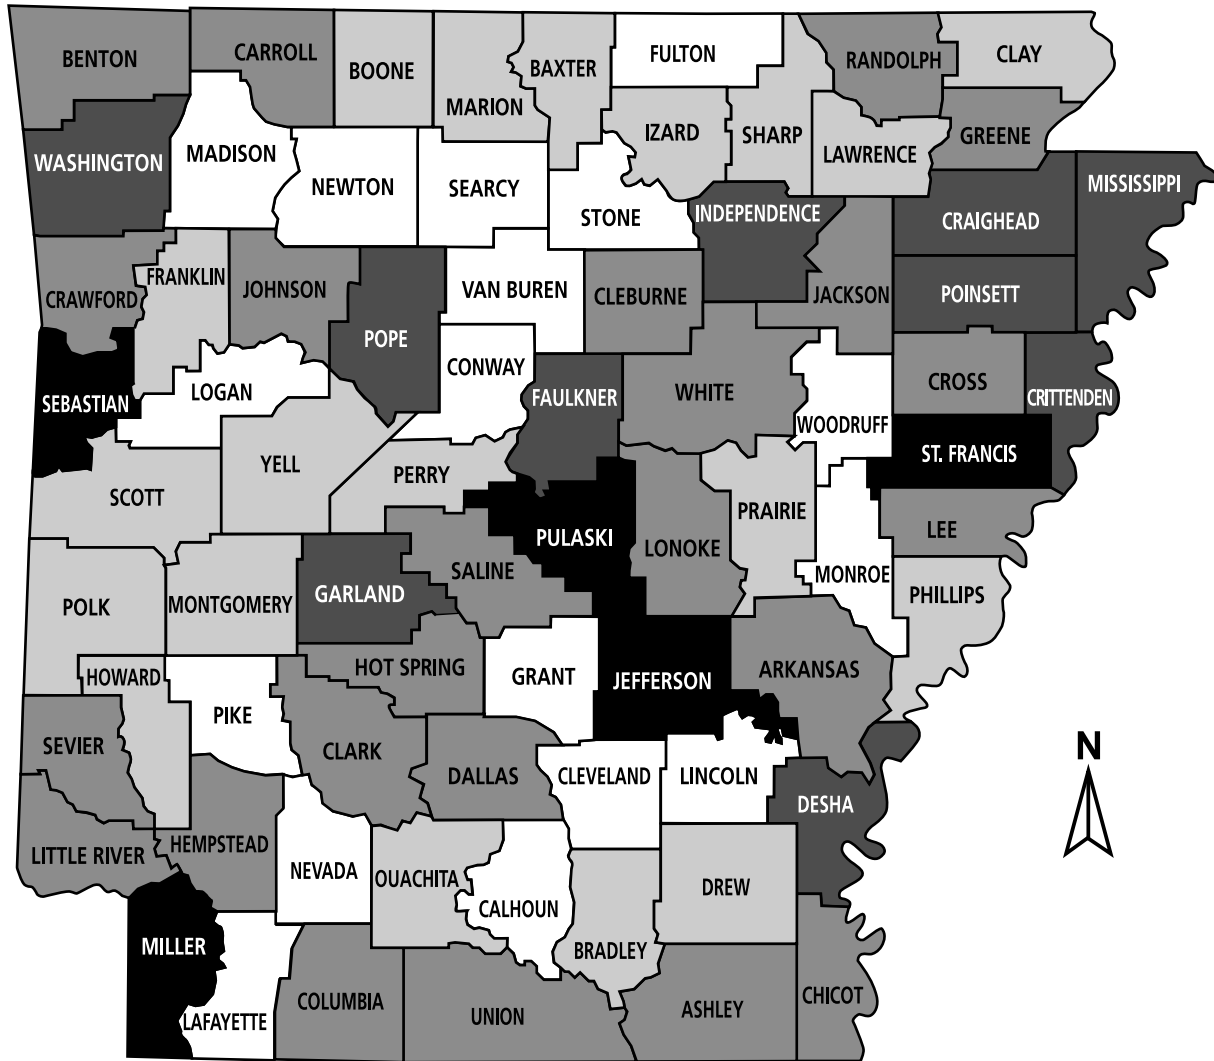 BENTON
CARROLL
BOONE
MARION
BAXTER
FULTON
IZARD
SHARP
RANDOLPH
CLAY
GREENE
LAWRENCE
WASHINGTON
MADISON
NEWTON
SEARCY
STONE
INDEPENDENCE
CRAIGHEAD
MISSISSIPPI
CRAWFORD
FRANKLIN
JOHNSON
POPE
VAN BUREN
CLEBURNE
JACKSON
POINSETT
SEBASTIAN
LOGAN
CONWAY
FAULKNER
WHITE
WOODRUFF
CROSS
CRITTENDEN
ST. FRANCIS
SCOTT
YELL
PERRY
PULASKI
LONOKE
PRAIRIE
LEE
MONROE
PHILLIPS
POLK
MONTGOMERY
GARLAND
SALINE
HOT SPRING
GRANT
JEFFERSON
ARKANSAS
HOWARD
PIKE
CLARK
SEVIER
DALLAS
CLEVELAND
LINCOLN
DESHA
N
LITTLE RIVER
HEMPSTEAD
NEVADA
OUACHITA
CALHOUN
DREW
BRADLEY
MILLER
LAFAYETTE
COLUMBIA
UNION
ASHLEY
CHICOT